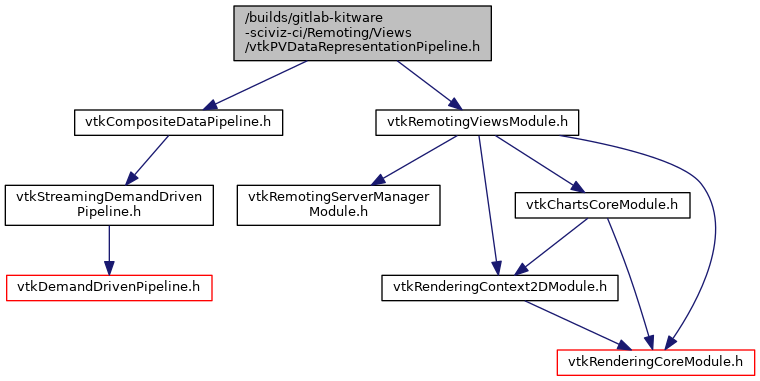 /builds/gitlab-kitware
-sciviz-ci/Remoting/Views
/vtkPVDataRepresentationPipeline.h
vtkCompositeDataPipeline.h
vtkRemotingViewsModule.h
vtkStreamingDemandDriven
Pipeline.h
vtkRemotingServerManager
Module.h
vtkChartsCoreModule.h
vtkDemandDrivenPipeline.h
vtkRenderingContext2DModule.h
vtkRenderingCoreModule.h